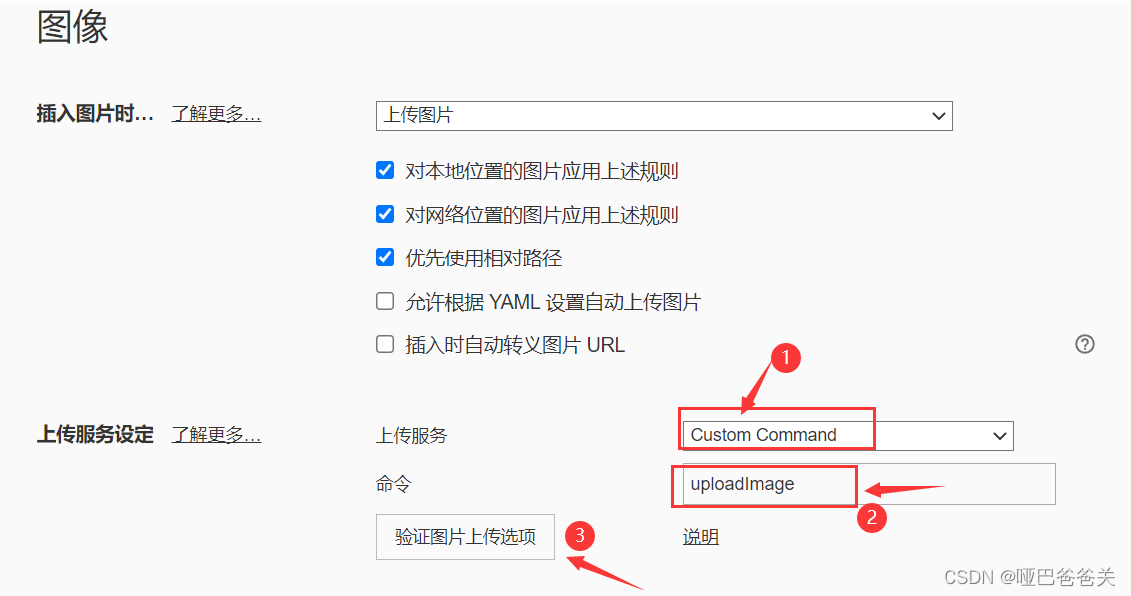 图像
插入图片时… 了解更多… 上传图片
对本地位置的图片应用上述规则
对网络位置的图片应用上述规则
优先使用相对路径
允许根据 YAML 设置自动上传图片
插入时自动转义图片 URL
1
上传服务设定 了解更多… 上传服务 Custom Command
命令 uploadImage
2
验证图片上传选项 3 说明
CSDN @哑巴爸爸关